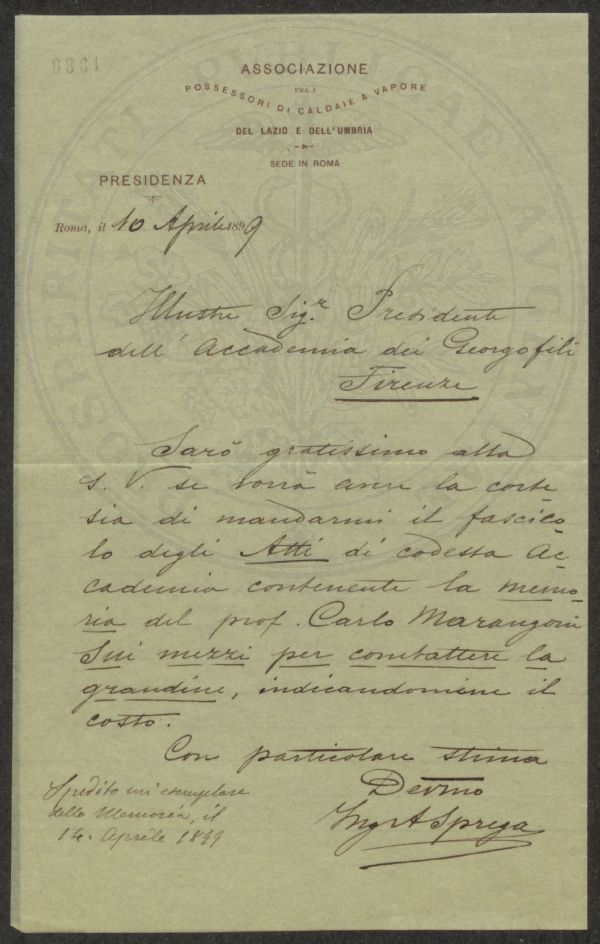 6361
ASSOCIAZIONE
FRA I
POSSESSORI DI CALDAIE A VAPORE
DEL LAZIO E DELL'UMBRIA
SEDE IN ROMA
PRESIDENZA
Roma, il 10 Aprile 1899
Illustre Sig.r Presidente
dell'Accademia dei Georgofili
Firenze
Sarò gratissimo alla
S. V. se vorrà avere la corte
sia di mandarmi il fascico
lo degli Atti di codesta Ac
cademia contenente la memo
ria del prof. Carlo Marangoni
Sui mezzi per combattere la
grandine, indicandomene il
costo.
Con particolare stima
Devmo
Ing A Sprega
Spedito un esemplare
della Memoria, il
14. Aprile 1899